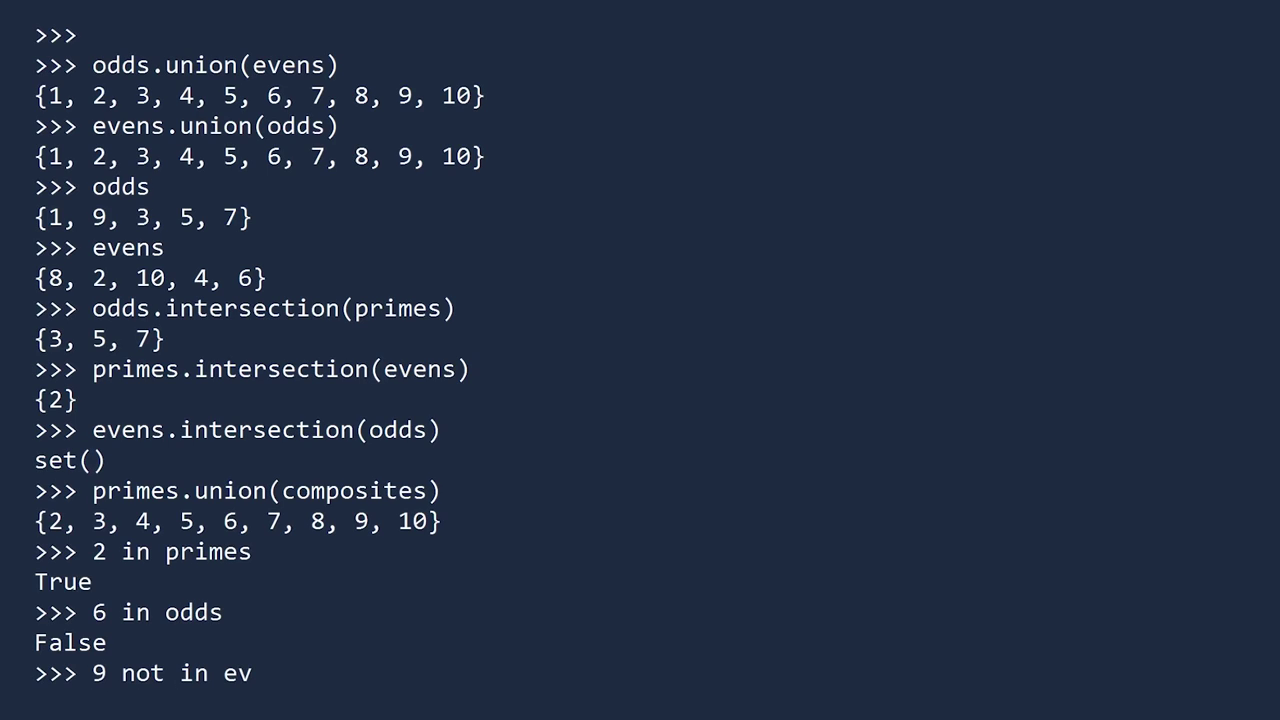 >>>
>>> odds.union(evens)
{1, 2, 3, 4, 5, 6, 7, 8, 9, 10}
>>> evens.union(odds)
{1, 2, 3, 4, 5, 6, 7, 8, 9, 10}
>>> odds
{1, 9, 3, 5, 7}
>>> evens
{8, 2, 10, 4, 6}
>>> odds.intersection(primes)
{3, 5, 7}
>>> primes.intersection(evens)
{2}
>>> evens.intersection(odds)
set()
>>> primes.union(composites)
{2, 3, 4, 5, 6, 7, 8, 9, 10}
>>> 2 in primes
True
>>> 6 in odds
False
>>> 9 not in ev